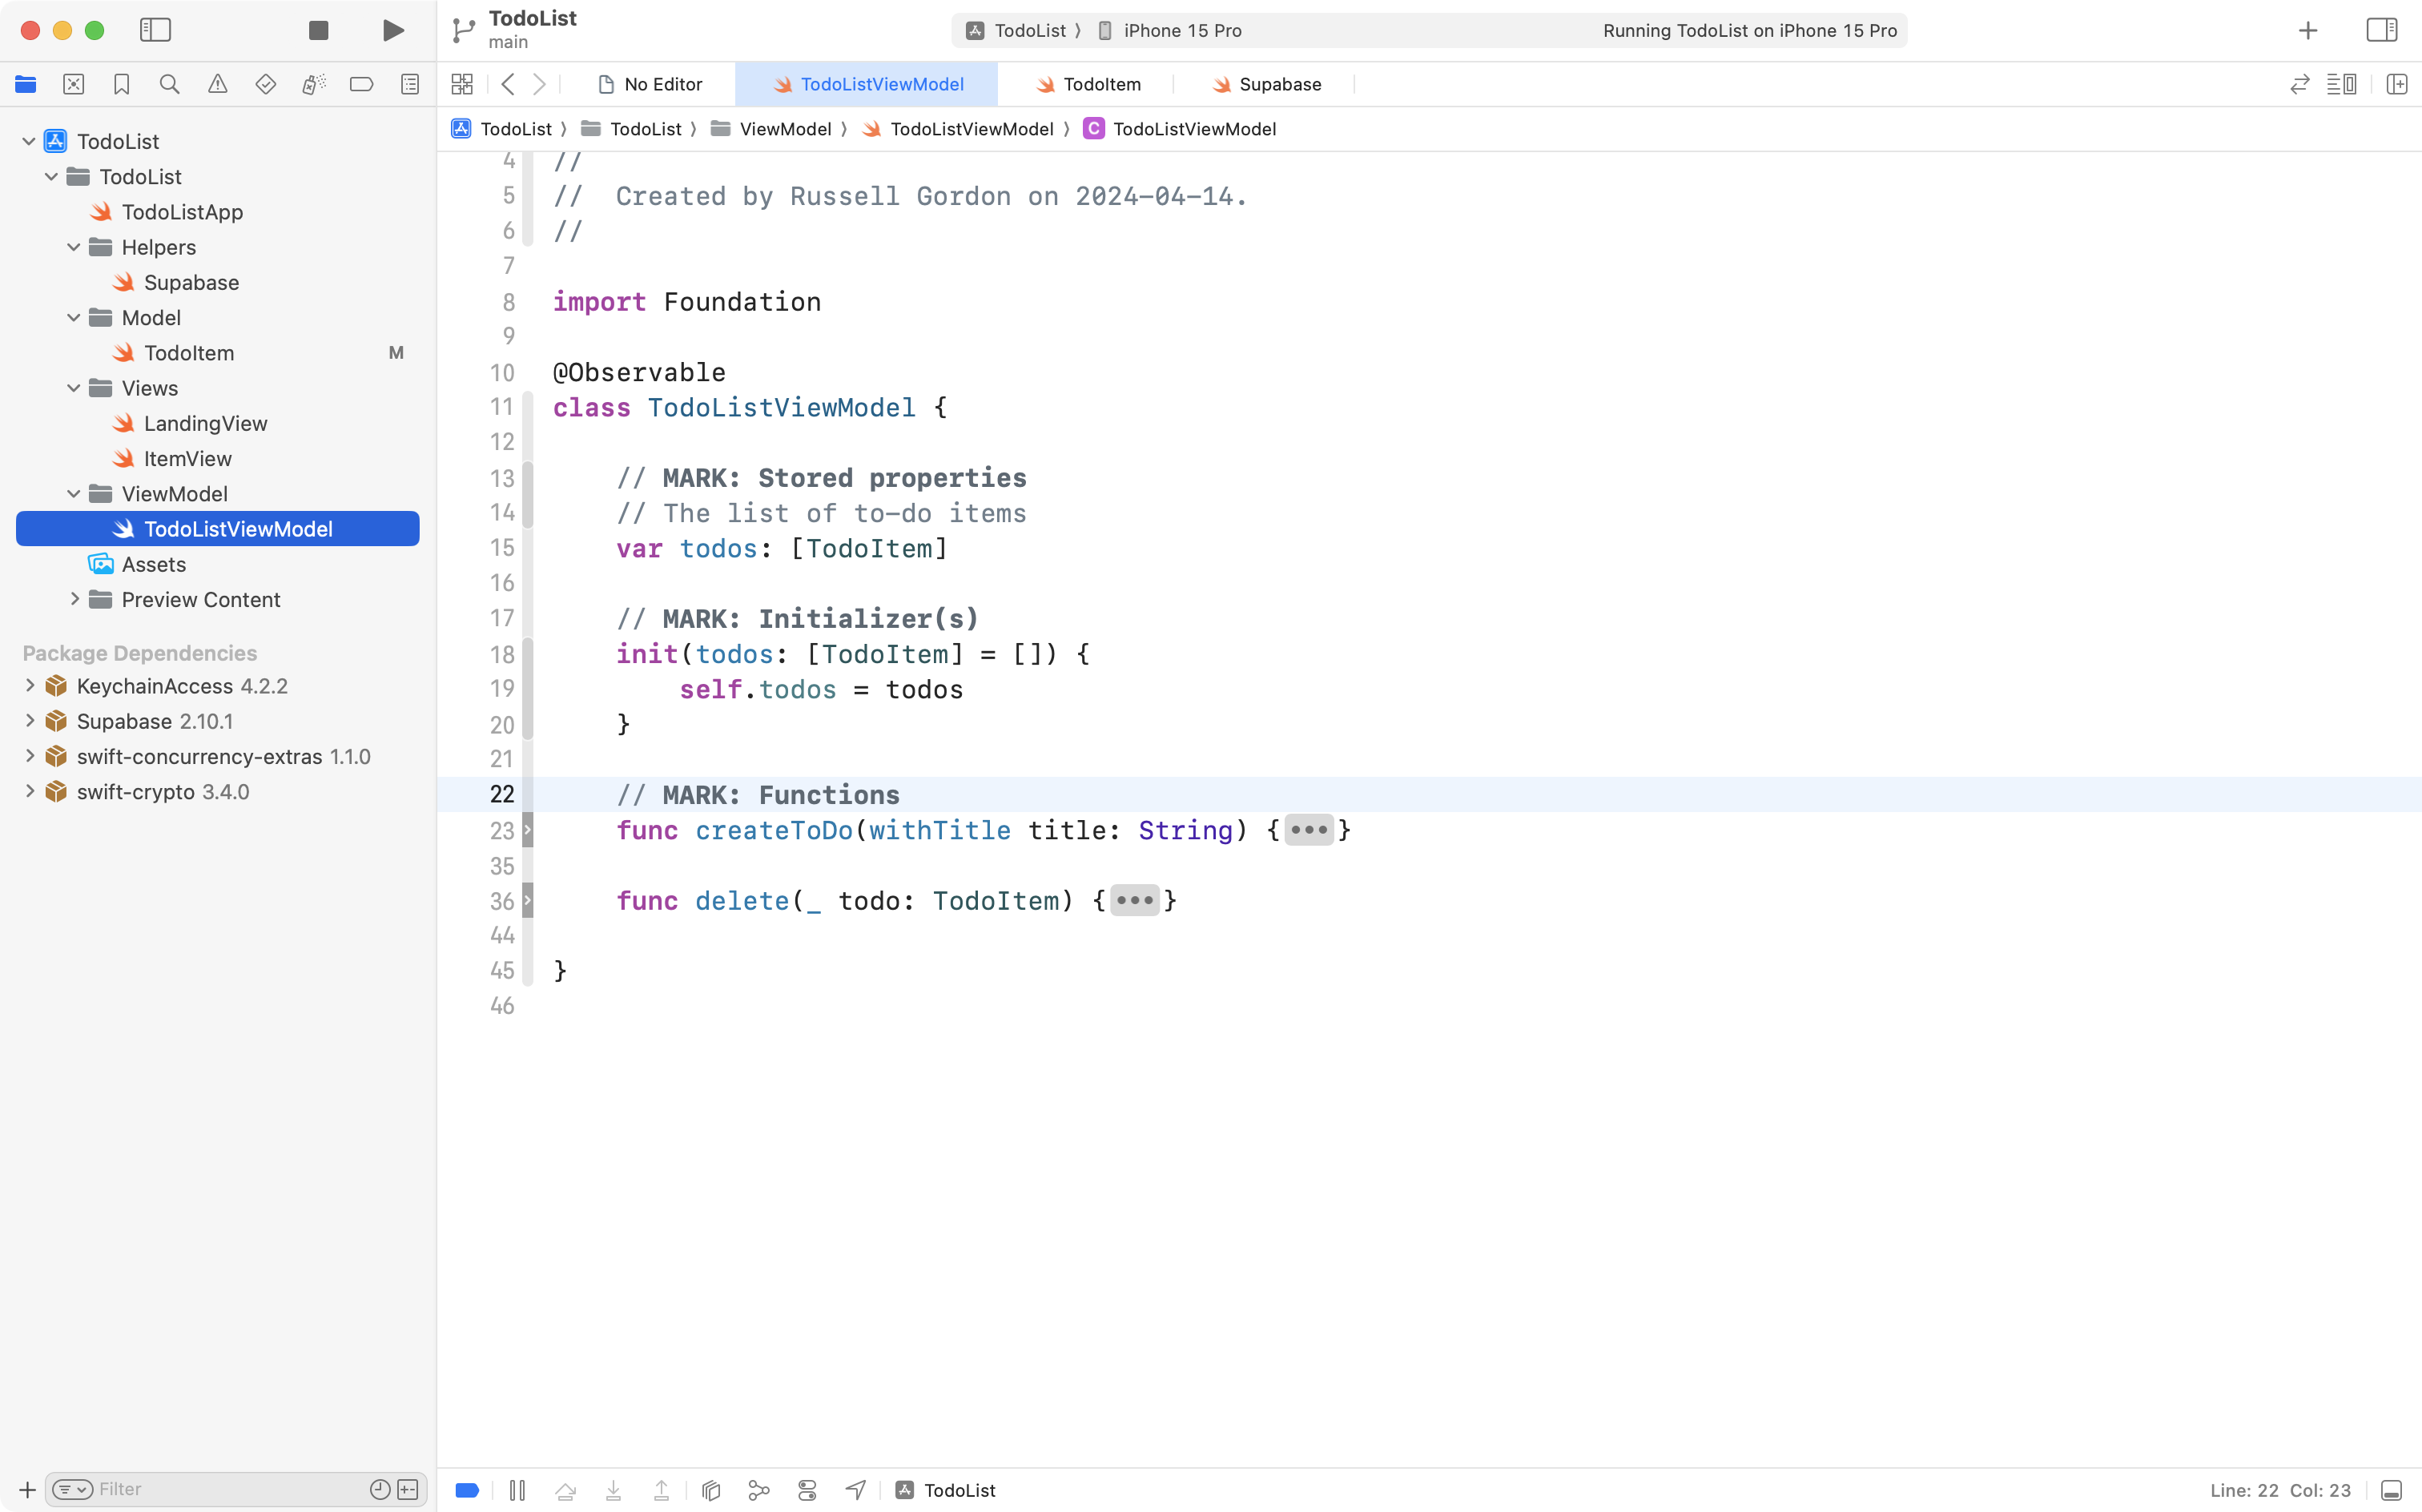 TodoList
main
TodoList 〉 iPhone 15 Pro
Running TodoList on iPhone 15 Pro
No Editor
TodoListViewModel
TodoItem
Supabase
TodoList 〉 TodoList 〉 ViewModel 〉 TodoListViewModel 〉 C TodoListViewModel
TodoList
TodoList
TodoListApp
Helpers
Supabase
Model
TodoItem M
Views
LandingView
ItemView
ViewModel
TodoListViewModel
Assets
Preview Content
Package Dependencies
KeychainAccess 4.2.2
Supabase 2.10.1
swift-concurrency-extras 1.1.0
swift-crypto 3.4.0
Filter
4 //
5 //  Created by Russell Gordon on 2024-04-14.
6 //
7
8 import Foundation
9
10 @Observable
11 class TodoListViewModel {
12
13     // MARK: Stored properties
14     // The list of to-do items
15     var todos: [TodoItem]
16
17     // MARK: Initializer(s)
18     init(todos: [TodoItem] = []) {
19         self.todos = todos
20     }
21
22     // MARK: Functions
23     func createToDo(withTitle title: String) {•••}
35
36     func delete(_ todo: TodoItem) {•••}
44
45 }
46
TodoList
Line: 22 Col: 23